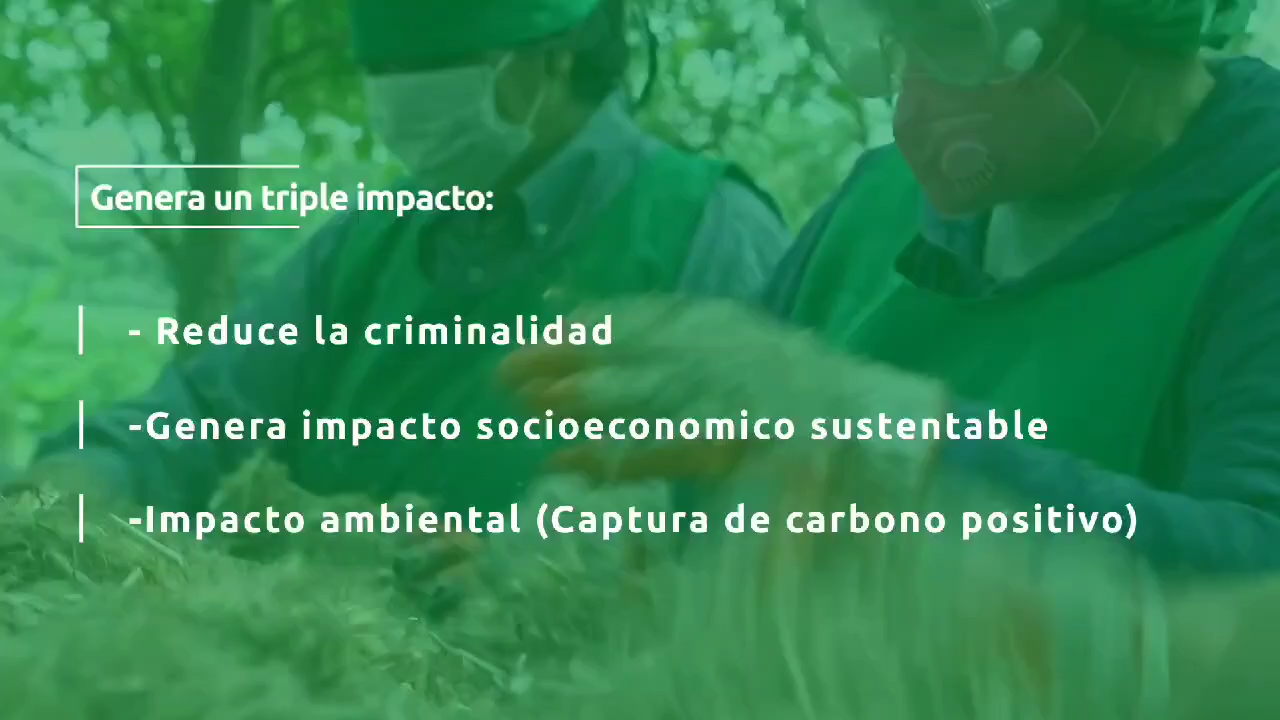 Genera un triple impacto:
- Reduce la criminalidad
-Genera impacto socioeconomico sustentable
-Impacto ambiental (Captura de carbono positivo)